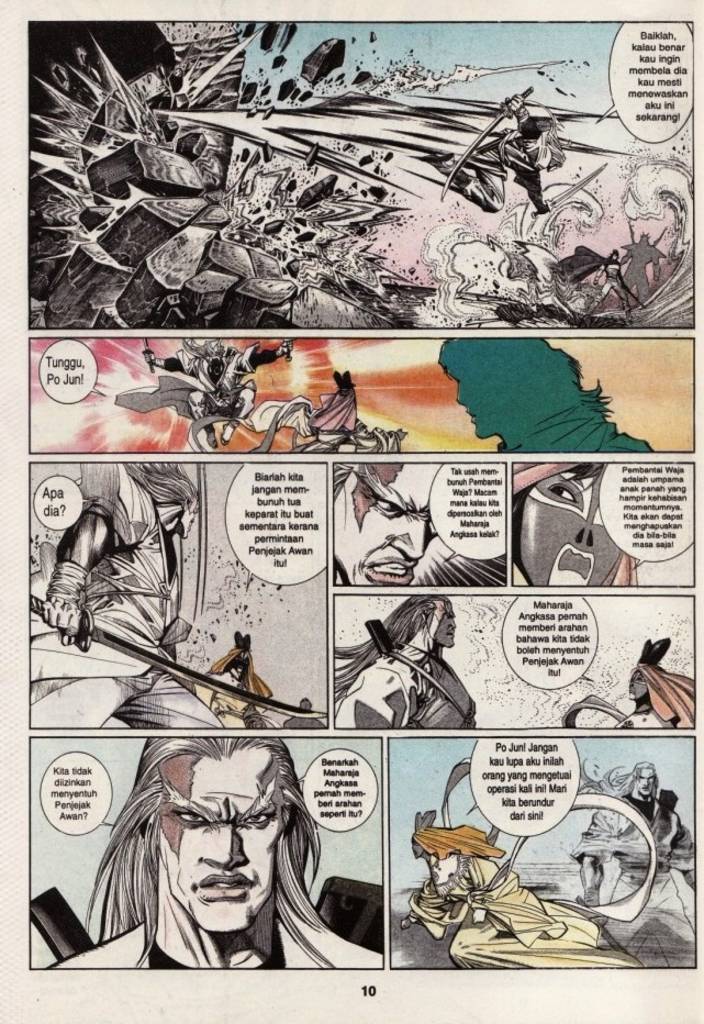 Baiklah,
kalau benar
kau ingin
membela dia
kau mesti
menewaskan
aku ini
sekarang!
Tunggu,
Po Jun!
Apa
dia?
Biarlah kita
jangan mem-
bunuh tua
keparat itu buat
sementara kerana
permintaan
Penjejak Awan
itu!
Tak usah mem-
bunuh Pembantai
Waja? Macam
mana kalau kita
dipersoalkan oleh
Maharaja
Angkasa kelak?
Pembantai Waja
adalah umpama
anak panah yang
hampir kehabisan
momentumnya.
Kita akan dapat
menghapuskan
dia bila-bila
masa saja!
Maharaja
Angkasa pernah
memberi arahan
bahawa kita tidak
boleh menyentuh
Penjejak Awan
itu!
Kita tidak
diizinkan
menyentuh
Penjejak
Awan?
Benarkah
Maharaja
Angkasa
pernah mem-
beri arahan
seperti itu?
Po Jun! Jangan
kau lupa aku inilah
orang yang mengetuai
operasi kali ini! Mari
kita berundur
dari sini!
10